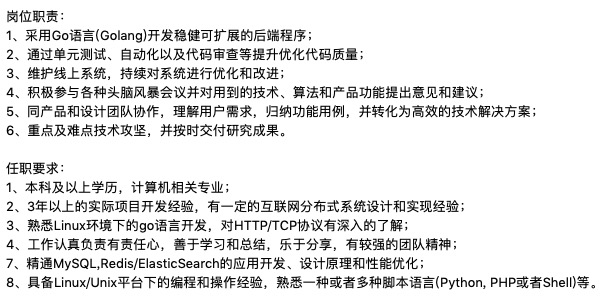 岗位职责：
1、采用Go语言(Golang)开发稳健可扩展的后端程序；
2、通过单元测试、自动化以及代码审查等提升优化代码质量；
3、维护线上系统，持续对系统进行优化和改进；
4、积极参与各种头脑风暴会议并对用到的技术、算法和产品功能提出意见和建议；
5、同产品和设计团队协作，理解用户需求，归纳功能用例，并转化为高效的技术解决方案；
6、重点及难点技术攻坚，并按时交付研究成果。
任职要求：
1、本科及以上学历，计算机相关专业；
2、3年以上的实际项目开发经验，有一定的互联网分布式系统设计和实现经验；
3、熟悉Linux环境下的go语言开发，对HTTP/TCP协议有深入的了解；
4、工作认真负责有责任心，善于学习和总结，乐于分享，有较强的团队精神；
7、精通MySQL,Redis/ElasticSearch的应用开发、设计原理和性能优化；
8、具备Linux/Unix平台下的编程和操作经验，熟悉一种或者多种脚本语言(Python, PHP或者Shell)等。